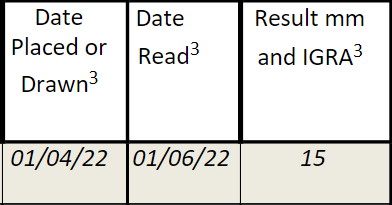 Date
Placed or
Drawn³
Date
Read³
Result mm
and IGRA³
01/04/22 01/06/22 15